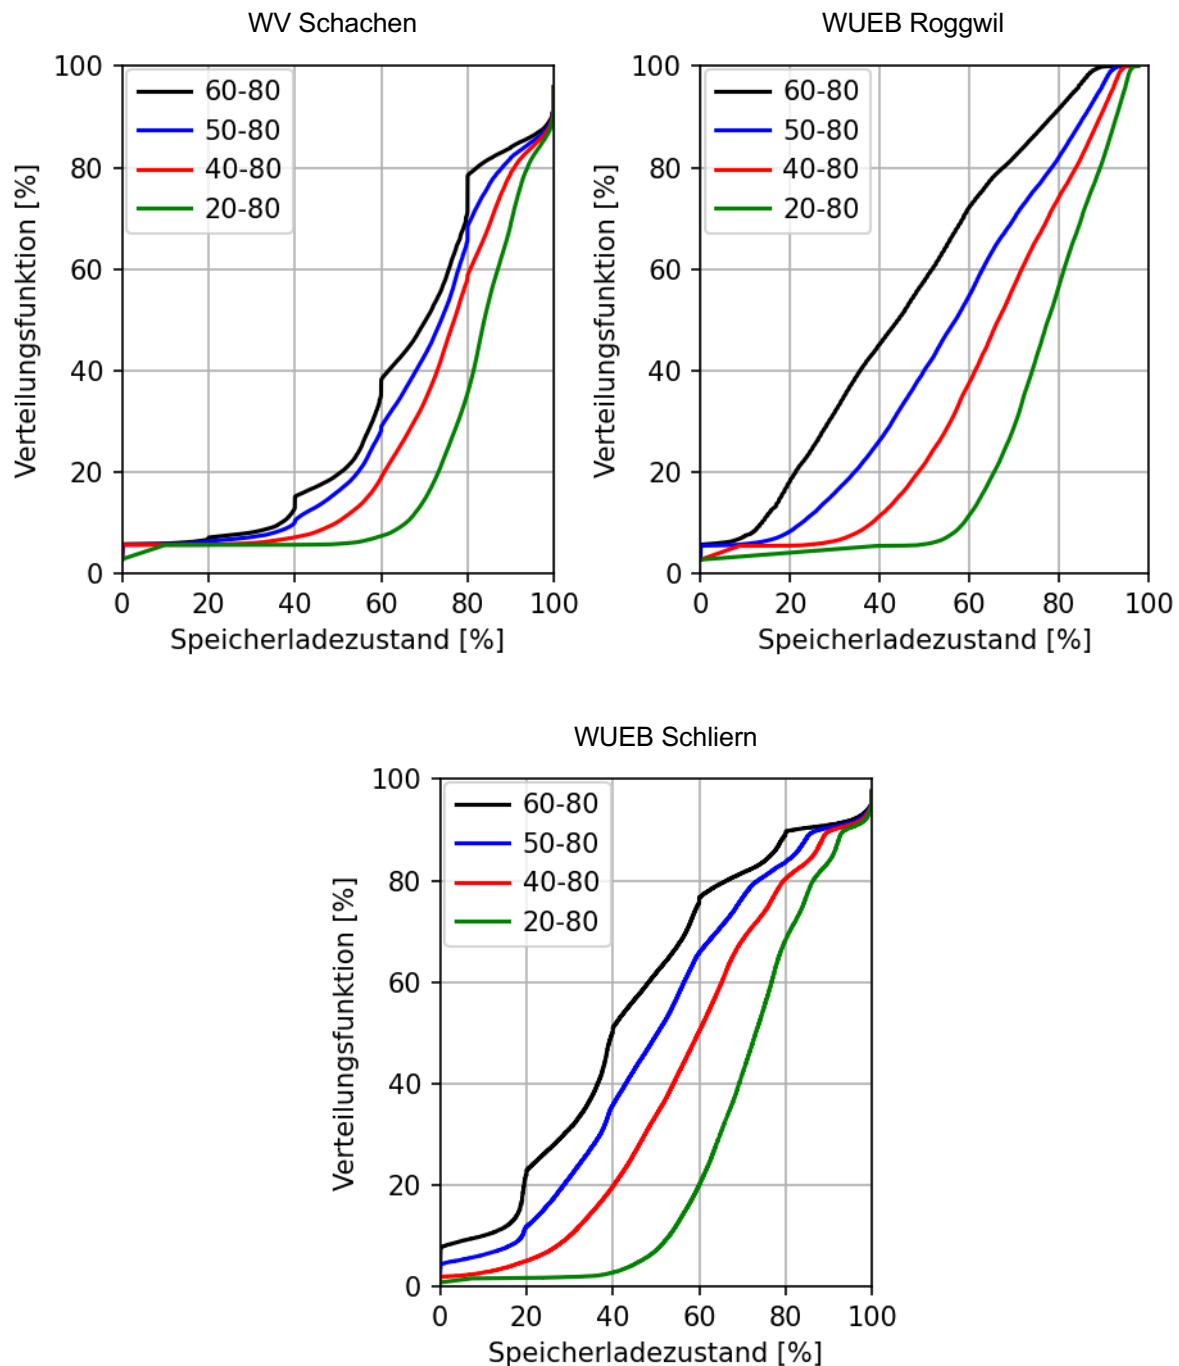 WV Schachen
WUEB Roggwil
100
80
60
40
20
0
Verteilungsfunktion [%]
60-80
50-80
40-80
20-80
0 20 40 60 80 100
Speicherladezustand [%]
100
80
60
40
20
0
Verteilungsfunktion [%]
60-80
50-80
40-80
20-80
0 20 40 60 80 100
Speicherladezustand [%]
WUEB Schliern
100
80
60
40
20
0
Verteilungsfunktion [%]
60-80
50-80
40-80
20-80
0 20 40 60 80 100
Speicherladezustand [%]